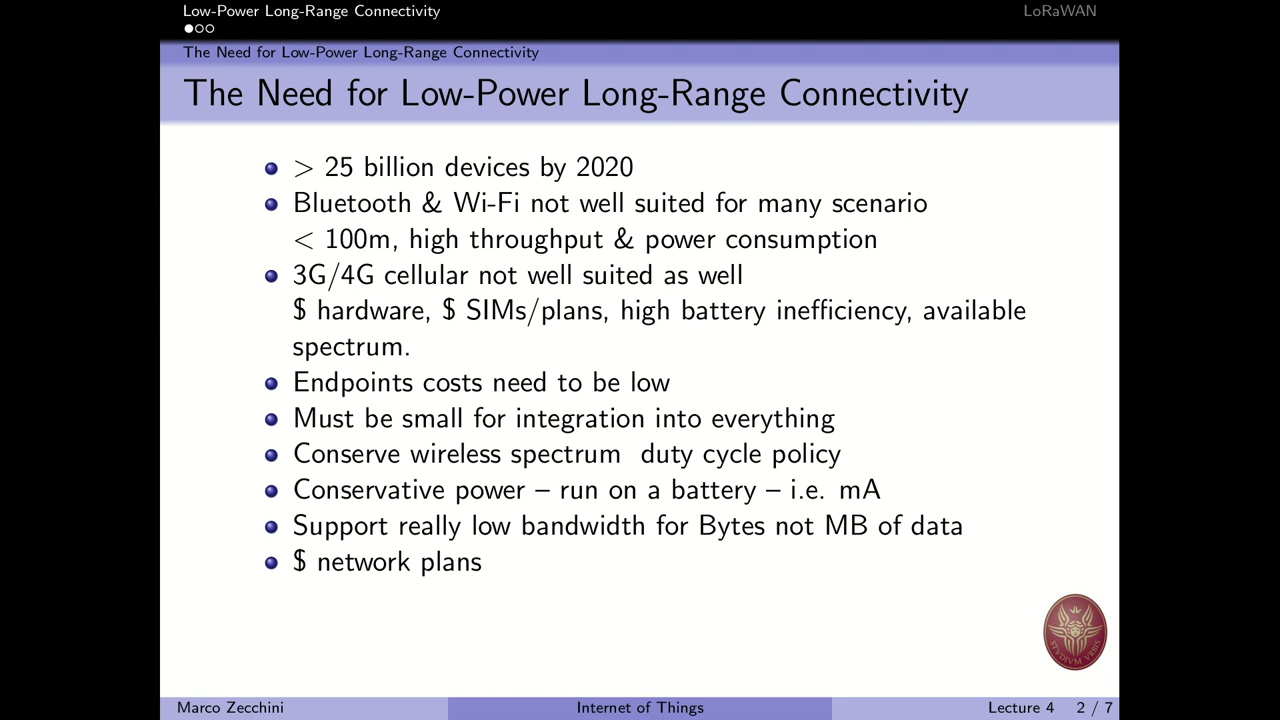 Low-Power Long-Range Connectivity
LoRaWAN
The Need for Low-Power Long-Range Connectivity
The Need for Low-Power Long-Range Connectivity
> 25 billion devices by 2020
Bluetooth & Wi-Fi not well suited for many scenario
< 100m, high throughput & power consumption
3G/4G cellular not well suited as well
$ hardware, $ SIMs/plans, high battery inefficiency, available
spectrum.
Endpoints costs need to be low
Must be small for integration into everything
Conserve wireless spectrum duty cycle policy
Conservative power – run on a battery – i.e. mA
Support really low bandwidth for Bytes not MB of data
$ network plans
STVDIVM VRBIS
Marco Zecchini
Internet of Things
Lecture 4 2 / 7